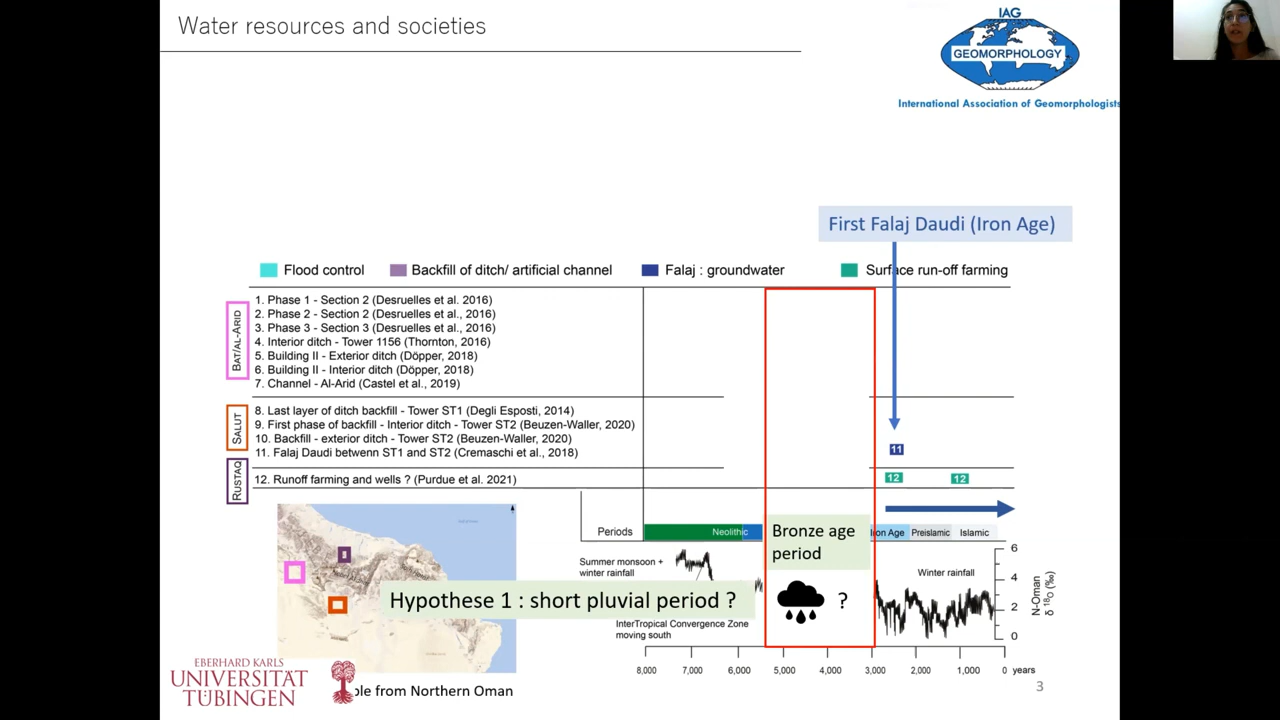 Water resources and societies
IAG
GEOMORPHOLOGY
International Association of Geomorphologists
First Falaj Daudi (Iron Age)
Flood control
Backfill of ditch/ artificial channel
Falaj : groundwater
Surface run-off farming
BAT/AL-ARID
1. Phase 1 - Section 2 (Desruelles et al. 2016)
2. Phase 2 - Section 2 (Desruelles et al., 2016)
3. Phase 3 - Section 3 (Desruelles et al., 2016)
4. Interior ditch - Tower 1156 (Thornton, 2016)
5. Building II - Exterior ditch (Döpper, 2018)
6. Building II - Interior ditch (Döpper, 2018)
7. Channel - Al-Arid (Castel et al., 2019)
SALUT
8. Last layer of ditch backfill - Tower ST1 (Degli Esposti, 2014)
9. First phase of backfill - Interior ditch - Tower ST2 (Beuzen-Waller, 2020)
10. Backfill - exterior ditch - Tower ST2 (Beuzen-Waller, 2020)
11. Falaj Daudi betwenn ST1 and ST2 (Cremaschi et al., 2018)
11
RUSTAQ
12. Runoff farming and wells ? (Purdue et al. 2021)
12
12
Periods
Neolithic
Bronze age
period
Iron Age
Preislamic
Islamic
Summer monsoon +
winter rainfall
Winter rainfall
6
4
2
0
N-Oman
δ 18O (‰)
Hypothese 1 : short pluvial period ?
?
InterTropical Convergence Zone
moving south
8,000
7,000
6,000
5,000
4,000
3,000
2,000
1,000
0
years
EBERHARD KARLS
UNIVERSITÄT
TÜBINGEN
ple from Northern Oman
3